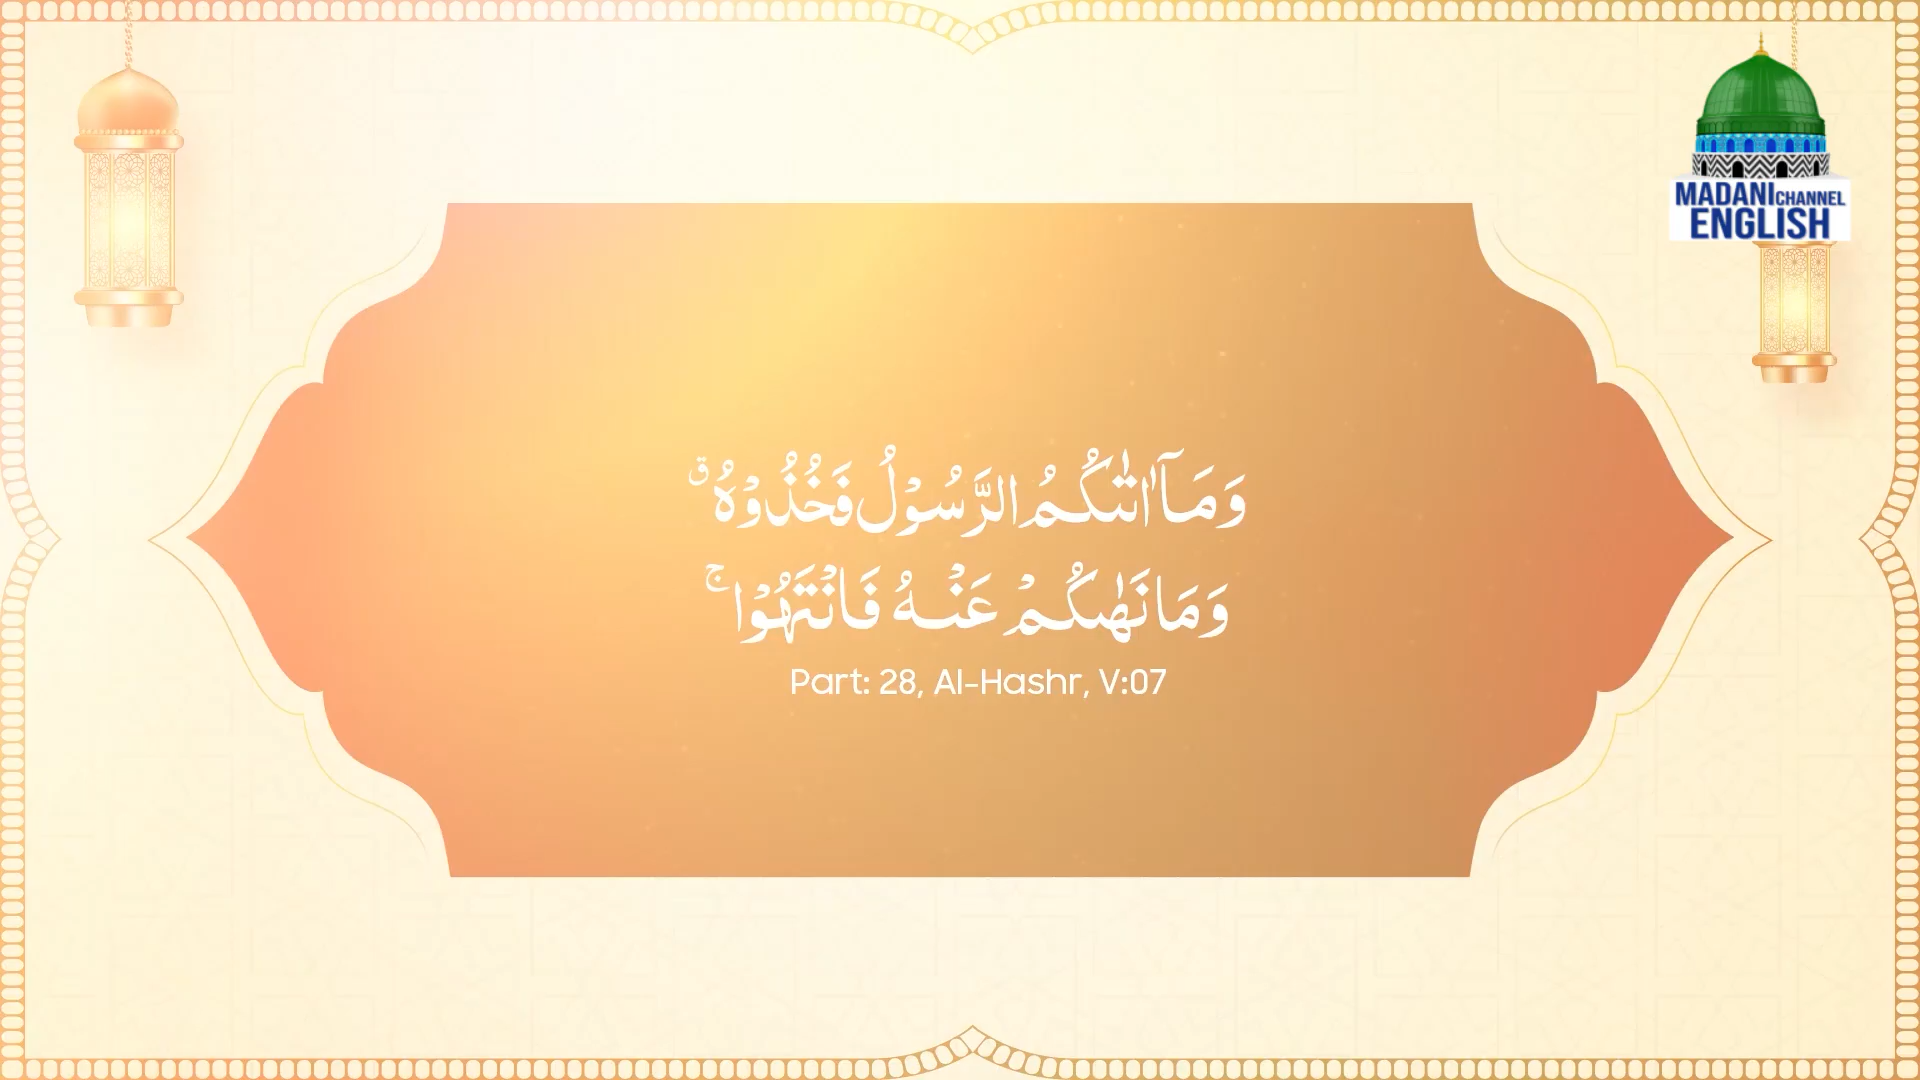 MADANI CHANNEL
ENGLISH
وَمَاۤ اٰتٰىكُمُ الرَّسُوْلُ فَخُذُوْهُ ۗق
وَمَا نَهٰىكُمْ عَنْهُ فَانْتَهُوْا ۚ
Part: 28, Al-Hashr, V:07